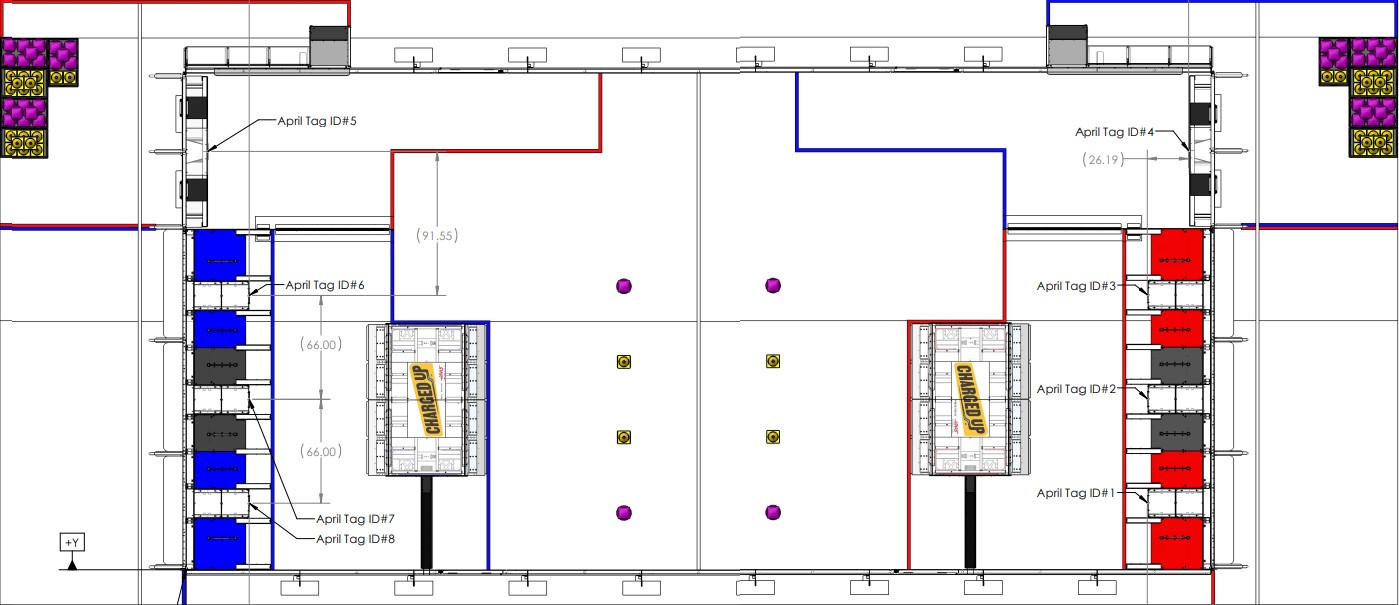 April Tag ID#5
April Tag ID#4
(26.19)
(91.55)
April Tag ID#6
April Tag ID#3
(66.00)
CHARGED UP
CHARGED UP
April Tag ID#2
(66.00)
April Tag ID#1
April Tag ID#7
April Tag ID#8
+Y